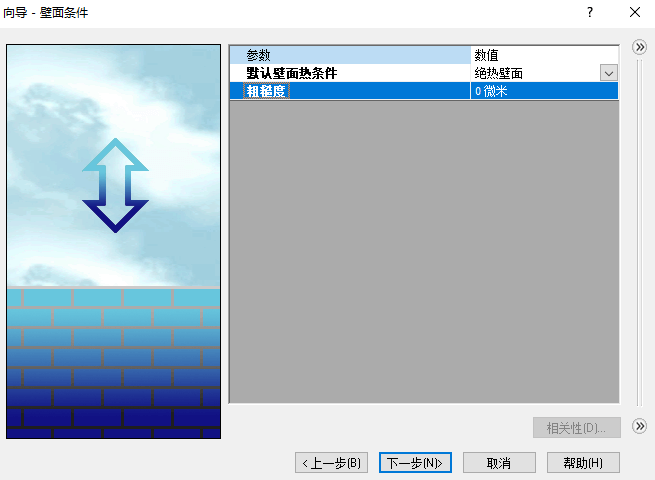 向导 - 壁面条件
参数 数值
默认壁面热条件 绝热壁面
粗糙度 0 微米
相关性(D)...
<上一步(B) 下一步(N)> 取消 帮助(H)